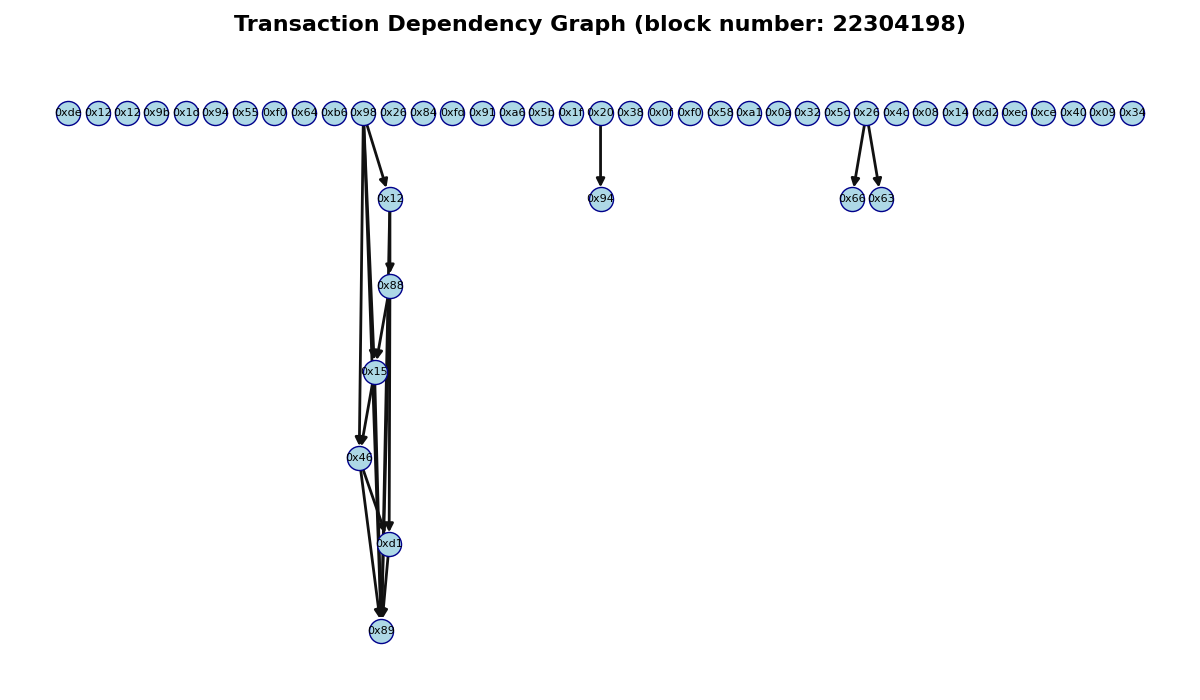 Transaction Dependency Graph (block number: 22304198)
0xde 0x12 0x12 0x9b 0x1d 0x94 0x55 0xf0 0x64 0xb6 0x98 0x26 0x84 0xfd 0x91 0xa6 0x5b 0x1f 0x20 0x38 0x0f 0xf0 0x58 0xa1 0x0a 0x32 0x5c 0x26 0x4c 0x08 0x14 0xd2 0xec 0xce 0x40 0x09 0x34
0x12 0x94 0x66 0x63
0x88
0x15
0x46
0xd1
0x89